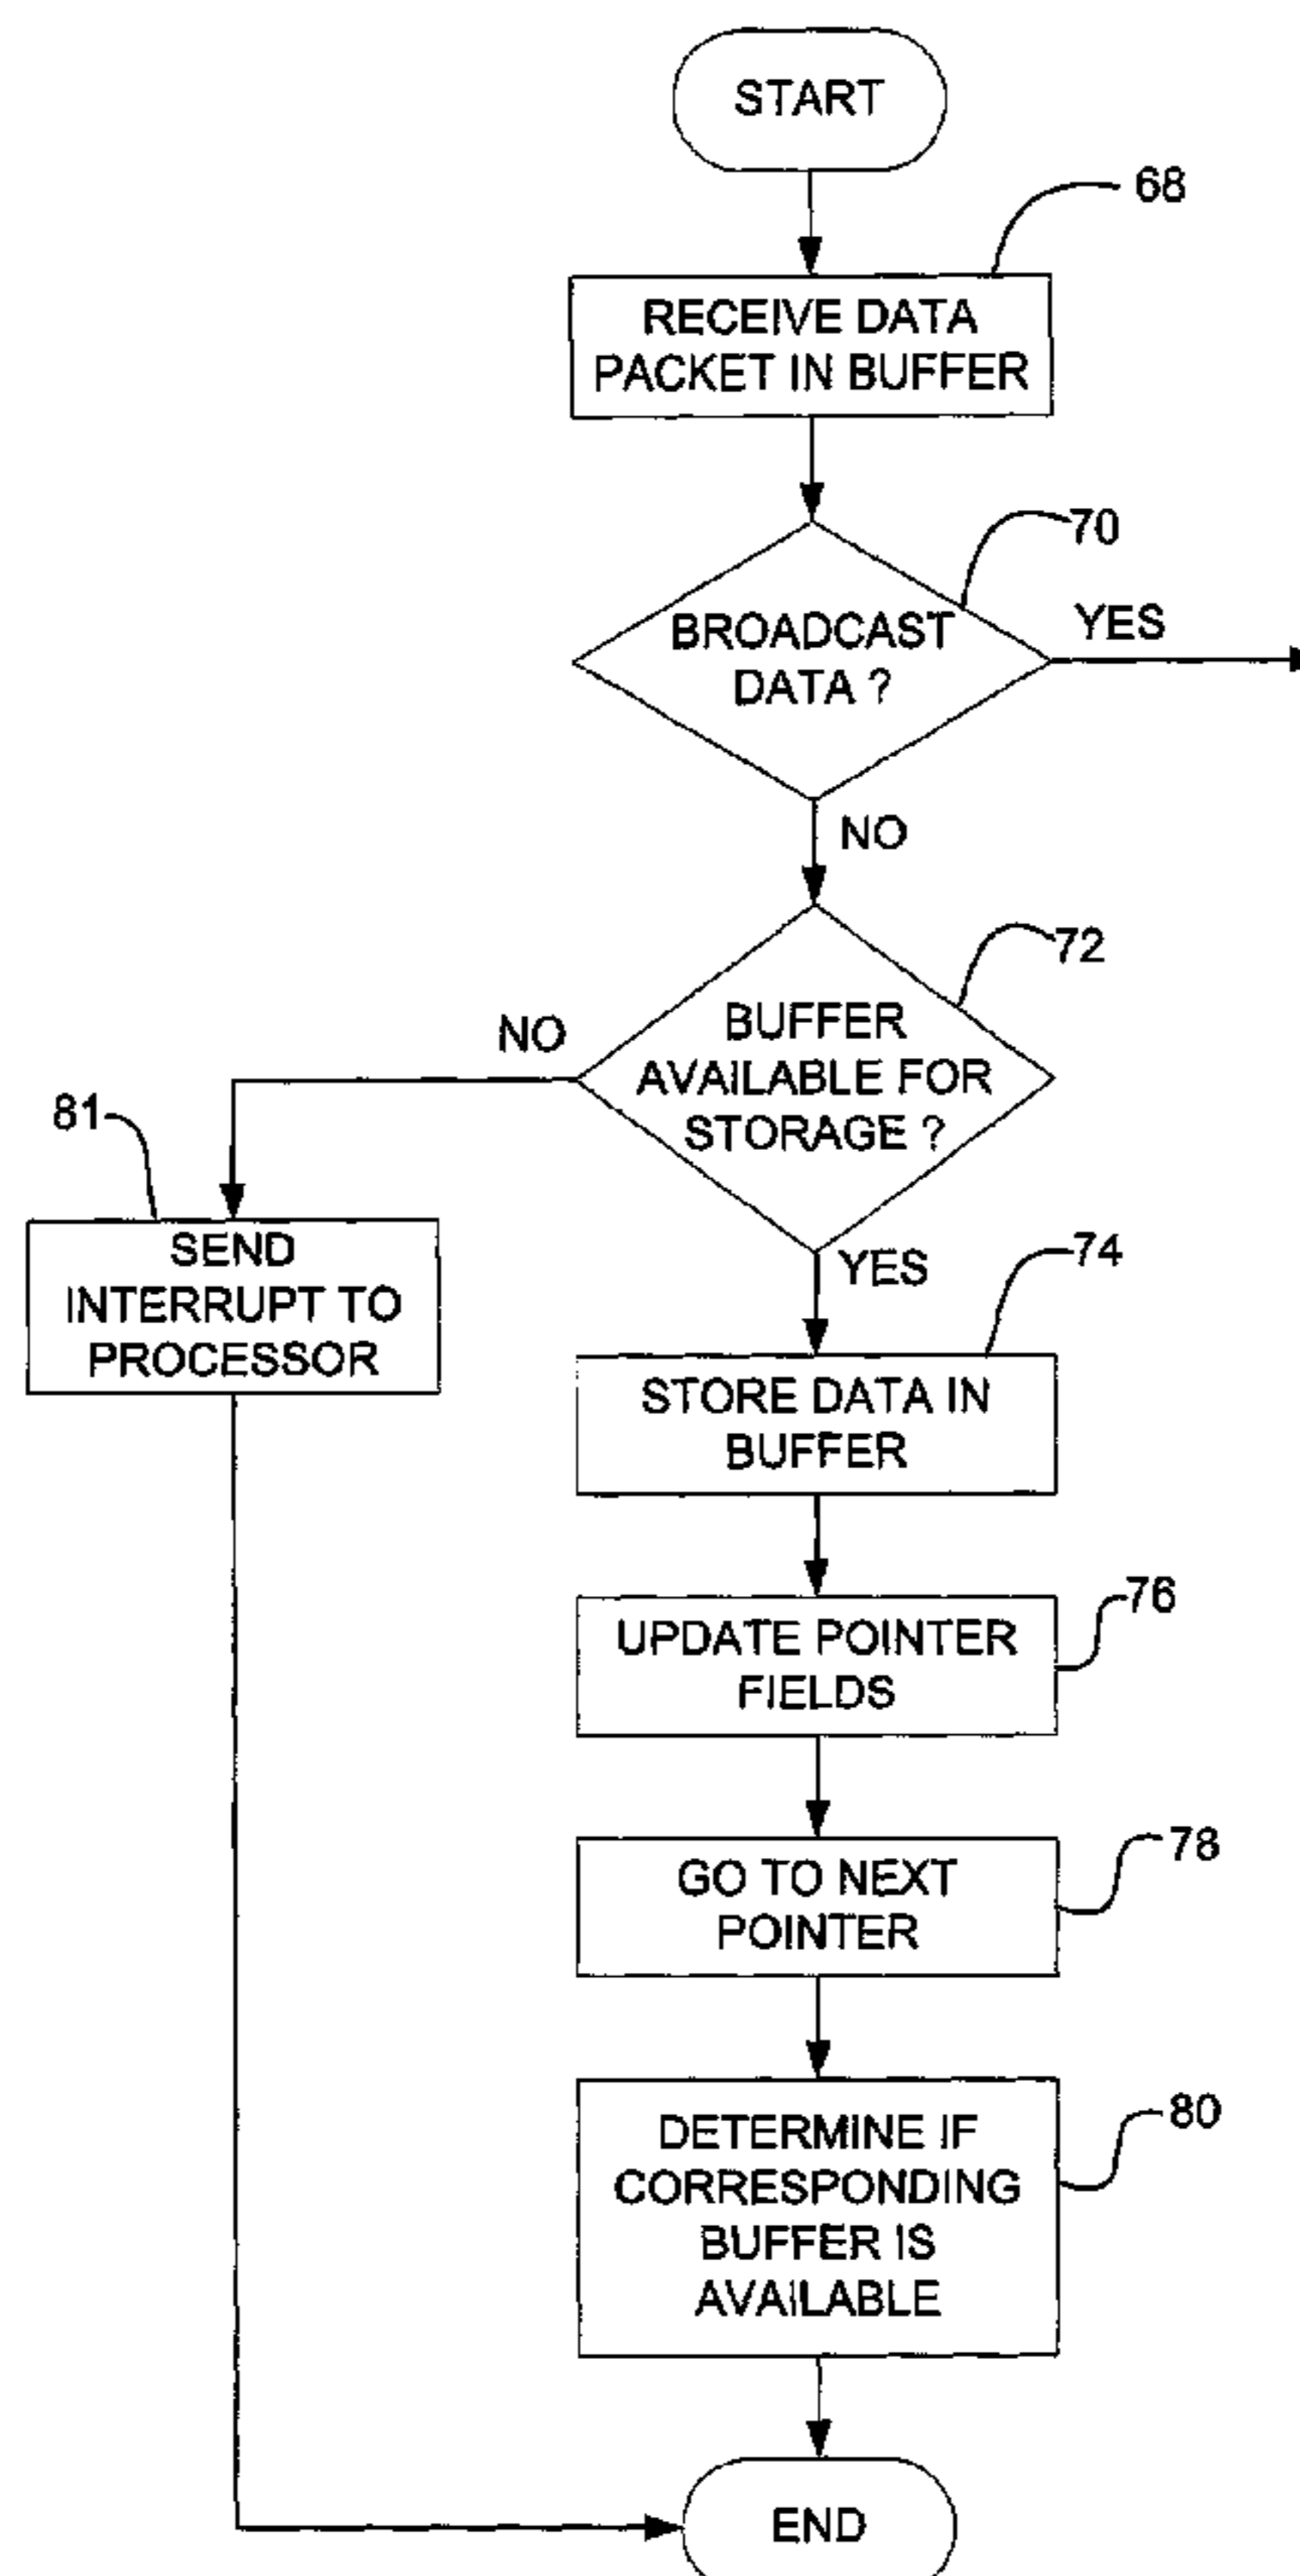 START
68
RECEIVE DATA
PACKET IN BUFFER
70
BROADCAST
DATA ?
YES
NO
72
BUFFER
AVAILABLE FOR
STORAGE ?
NO
81
SEND
INTERRUPT TO
PROCESSOR
YES
74
STORE DATA IN
BUFFER
76
UPDATE POINTER
FIELDS
78
GO TO NEXT
POINTER
80
DETERMINE IF
CORRESPONDING
BUFFER IS
AVAILABLE
END